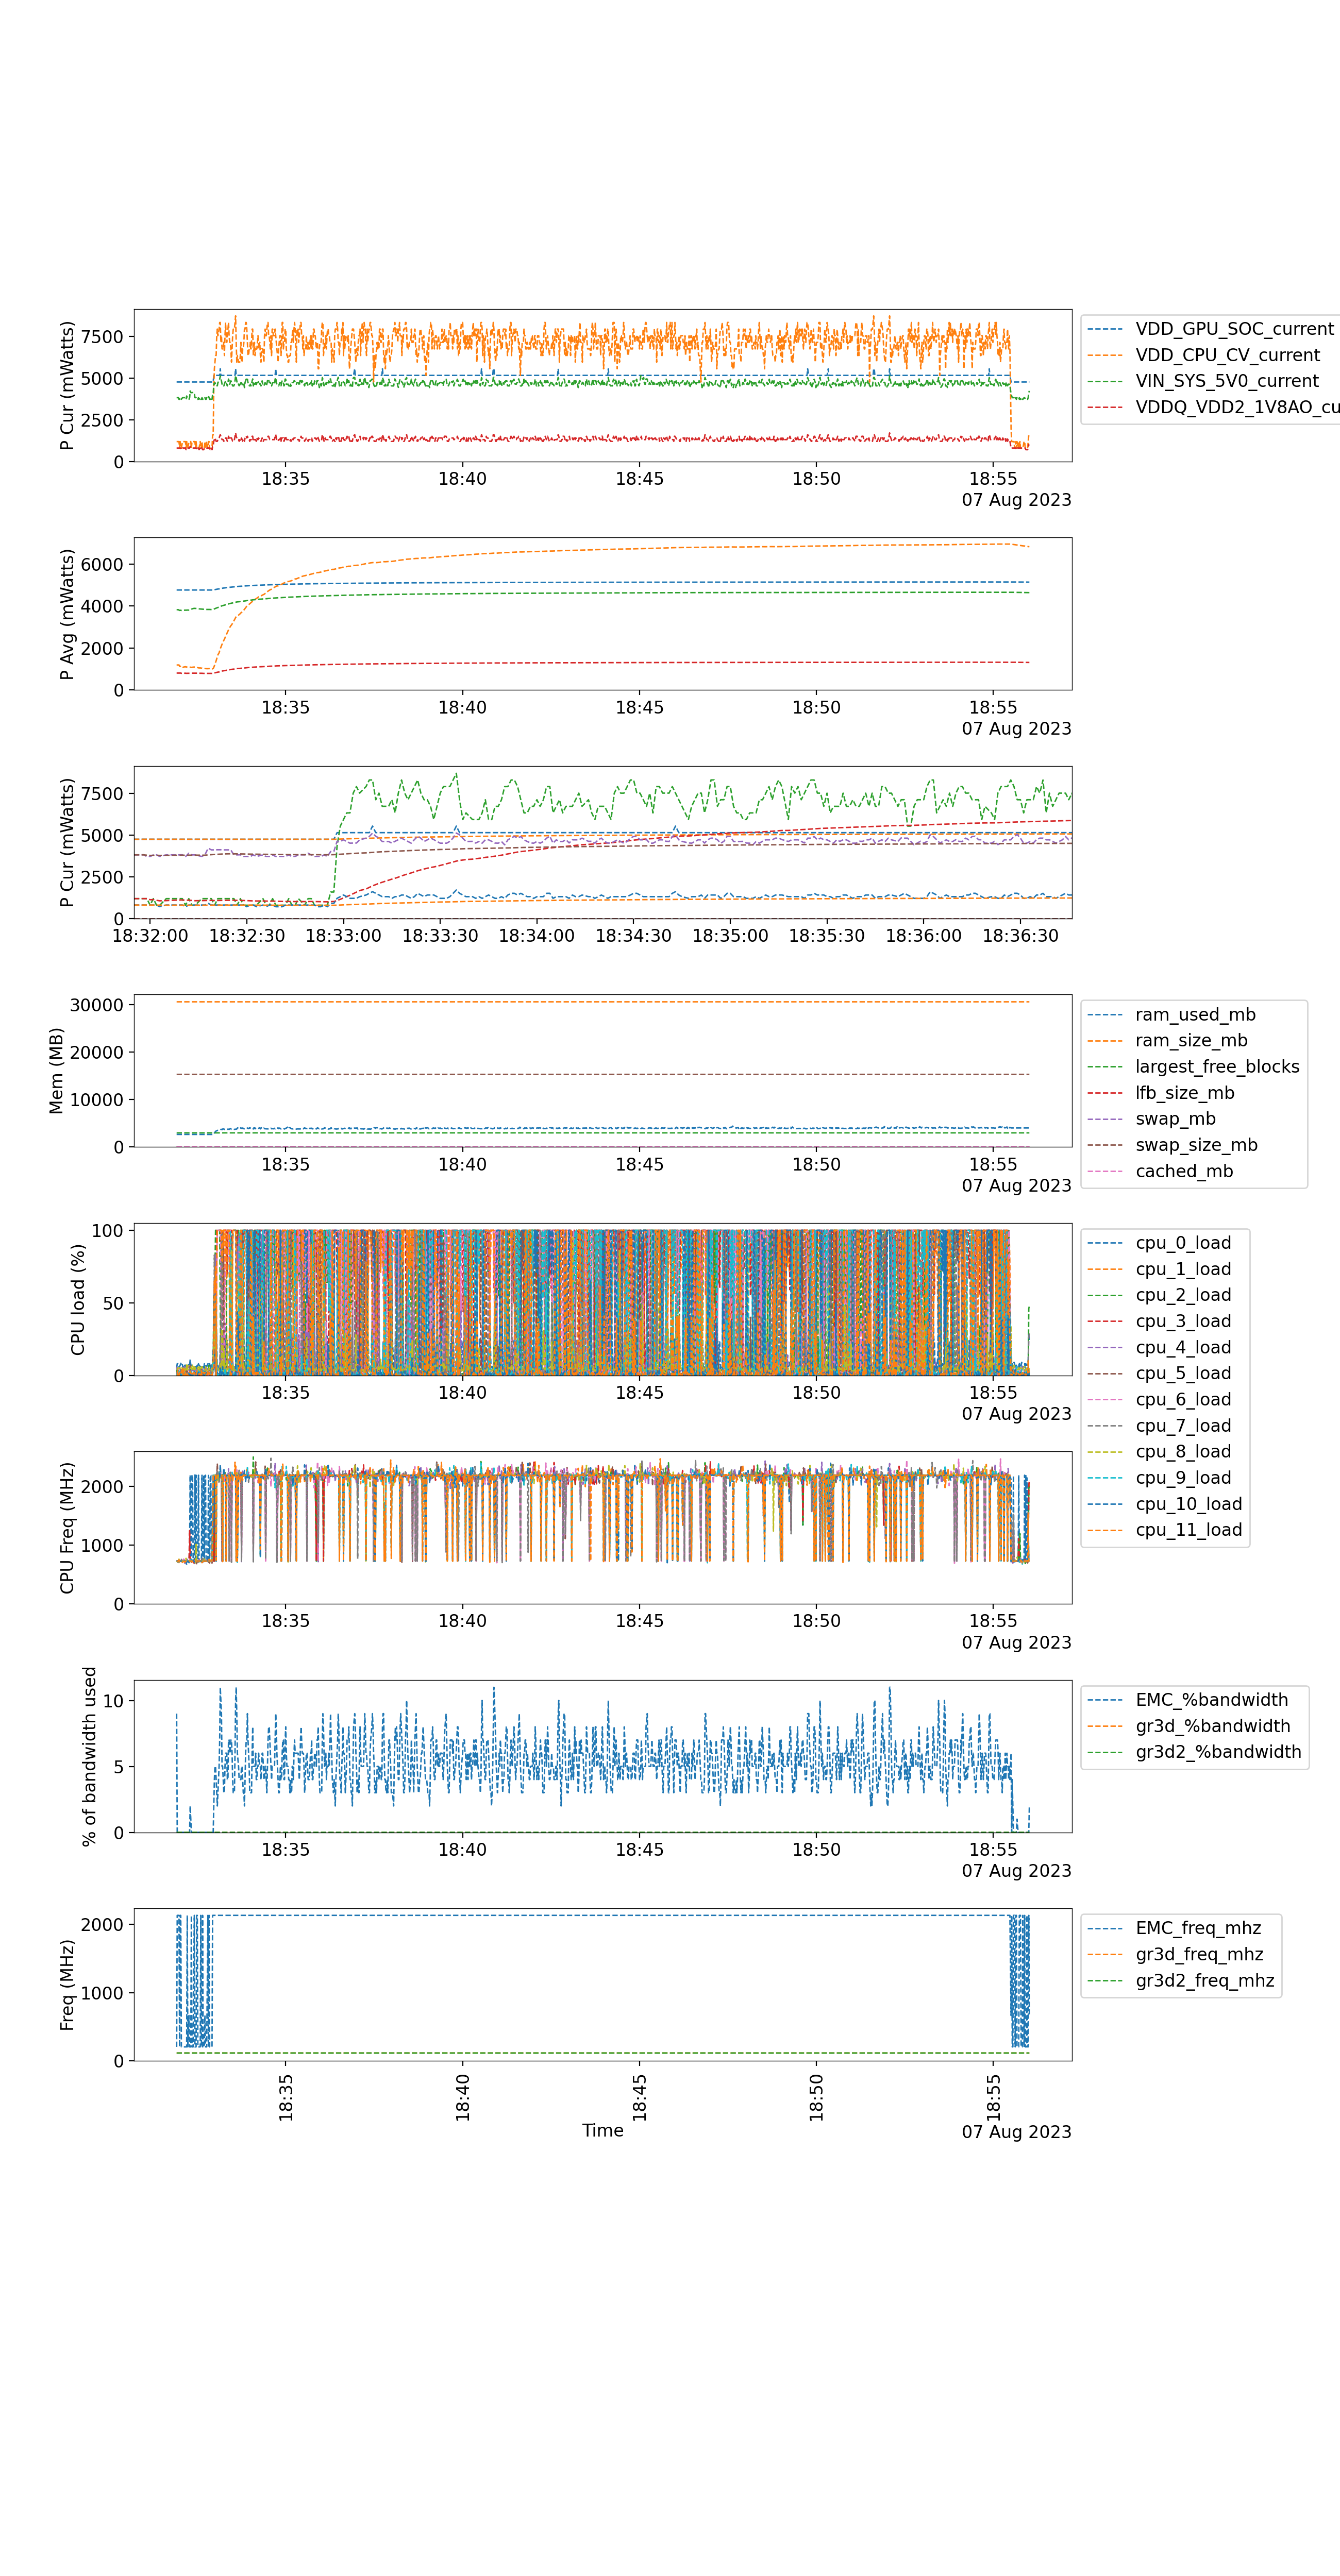 P Cur (mWatts)
7500
5000
2500
0
18:35 18:40 18:45 18:50 18:55
07 Aug 2023
VDD_GPU_SOC_current
VDD_CPU_CV_current
VIN_SYS_5V0_current
VDDQ_VDD2_1V8AO_cu
P Avg (mWatts)
6000
4000
2000
0
18:35 18:40 18:45 18:50 18:55
07 Aug 2023
P Cur (mWatts)
7500
5000
2500
0
18:32:00 18:32:30 18:33:00 18:33:30 18:34:00 18:34:30 18:35:00 18:35:30 18:36:00 18:36:30
Mem (MB)
30000
20000
10000
0
18:35 18:40 18:45 18:50 18:55
07 Aug 2023
ram_used_mb
ram_size_mb
largest_free_blocks
lfb_size_mb
swap_mb
swap_size_mb
cached_mb
CPU load (%)
100
50
0
18:35 18:40 18:45 18:50 18:55
07 Aug 2023
cpu_0_load
cpu_1_load
cpu_2_load
cpu_3_load
cpu_4_load
cpu_5_load
cpu_6_load
cpu_7_load
cpu_8_load
cpu_9_load
cpu_10_load
cpu_11_load
CPU Freq (MHz)
2000
1000
0
18:35 18:40 18:45 18:50 18:55
07 Aug 2023
% of bandwidth used
10
5
0
18:35 18:40 18:45 18:50 18:55
07 Aug 2023
EMC_%bandwidth
gr3d_%bandwidth
gr3d2_%bandwidth
Freq (MHz)
2000
1000
0
18:35 18:40 18:45 18:50 18:55
Time
07 Aug 2023
EMC_freq_mhz
gr3d_freq_mhz
gr3d2_freq_mhz